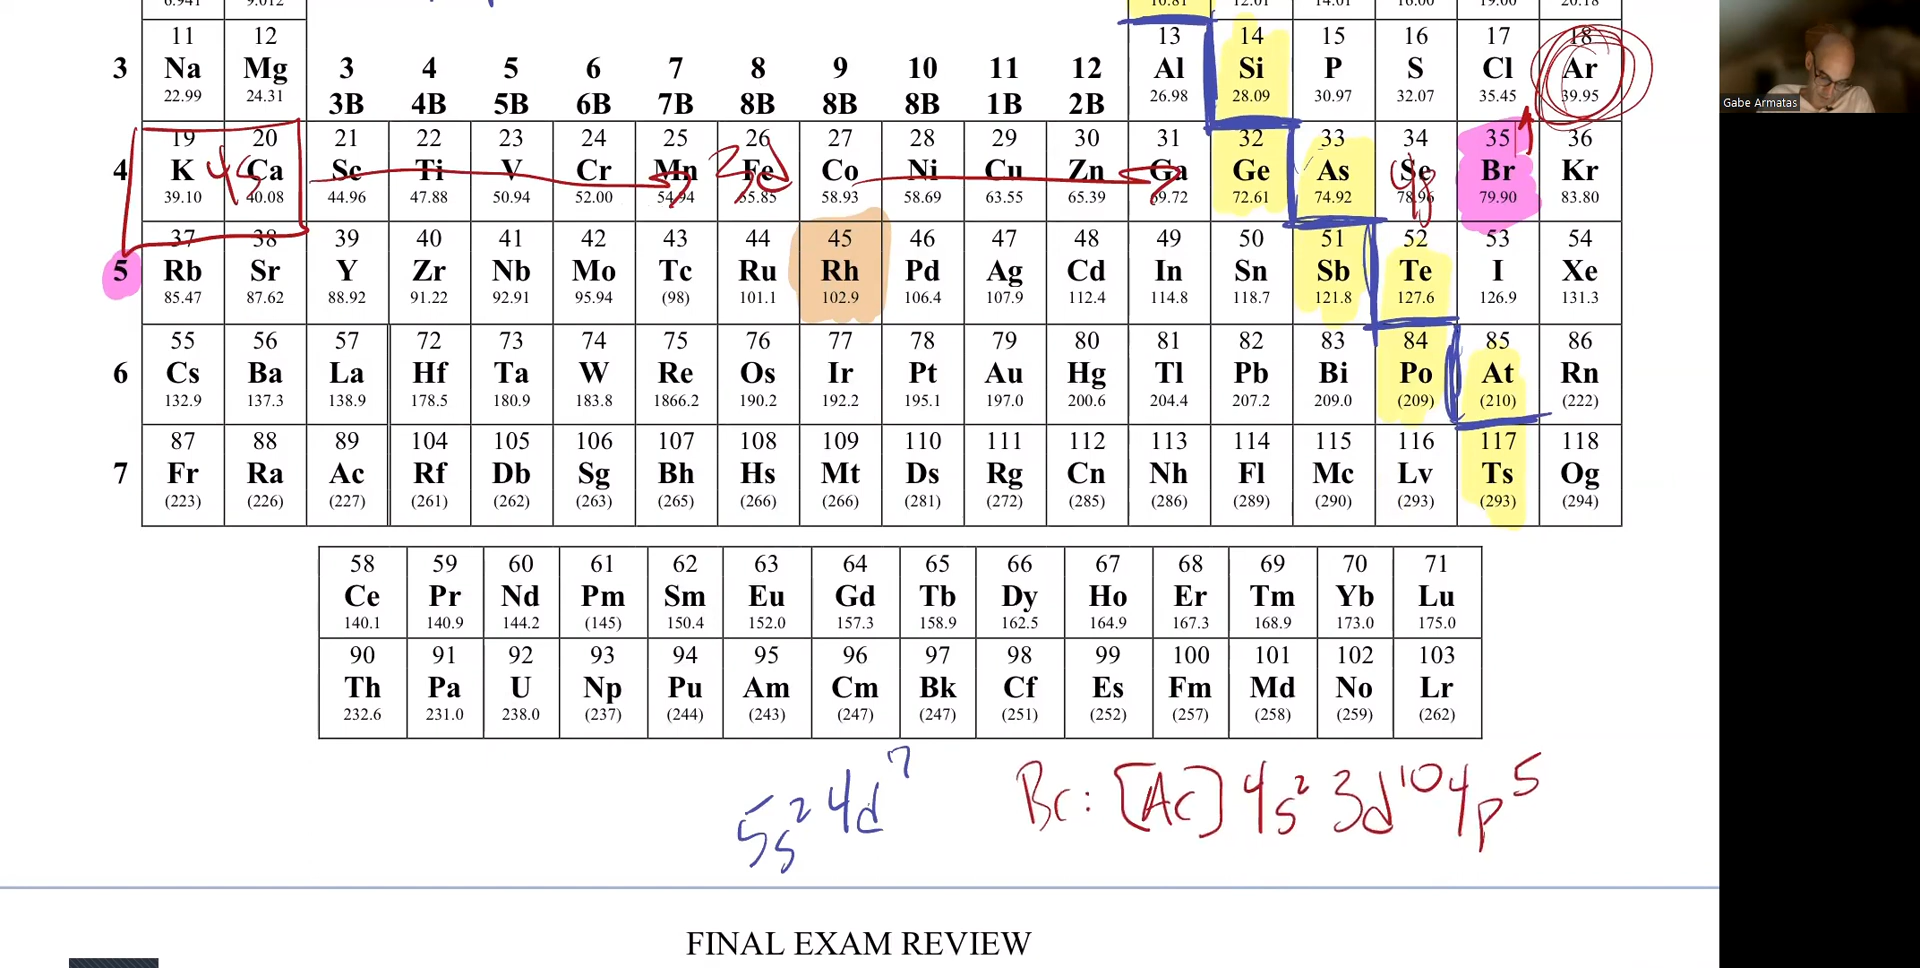 6.941 9.012 10.81 12.01 14.01 16.00 19.00 20.18
11 12 13 14 15 16 17 18
3 Na Mg 3 4 5 6 7 8 9 10 11 12 Al Si P S Cl Ar
22.99 24.31 3B 4B 5B 6B 7B 8B 8B 8B 1B 2B 26.98 28.09 30.97 32.07 35.45 39.95
19 20 21 22 23 24 25 26 27 28 29 30 31 32 33 34 35 36
4 K 4s Ca Sc Ti V Cr Mn 3d Fe Co Ni Cu Zn Ga Ge As Se Br Kr
39.10 40.08 44.96 47.88 50.94 52.00 54.94 55.85 58.93 58.69 63.55 65.39 69.72 72.61 74.92 78.96 79.90 83.80
37 38 39 40 41 42 43 44 45 46 47 48 49 50 51 52 53 54
5 Rb Sr Y Zr Nb Mo Tc Ru Rh Pd Ag Cd In Sn Sb Te I Xe
85.47 87.62 88.92 91.22 92.91 95.94 (98) 101.1 102.9 106.4 107.9 112.4 114.8 118.7 121.8 127.6 126.9 131.3
55 56 57 72 73 74 75 76 77 78 79 80 81 82 83 84 85 86
6 Cs Ba La Hf Ta W Re Os Ir Pt Au Hg Tl Pb Bi Po At Rn
132.9 137.3 138.9 178.5 180.9 183.8 1866.2 190.2 192.2 195.1 197.0 200.6 204.4 207.2 209.0 (209) (210) (222)
87 88 89 104 105 106 107 108 109 110 111 112 113 114 115 116 117 118
7 Fr Ra Ac Rf Db Sg Bh Hs Mt Ds Rg Cn Nh Fl Mc Lv Ts Og
(223) (226) (227) (261) (262) (263) (265) (266) (266) (281) (272) (285) (286) (289) (290) (293) (293) (294)
58 59 60 61 62 63 64 65 66 67 68 69 70 71
Ce Pr Nd Pm Sm Eu Gd Tb Dy Ho Er Tm Yb Lu
140.1 140.9 144.2 (145) 150.4 152.0 157.3 158.9 162.5 164.9 167.3 168.9 173.0 175.0
90 91 92 93 94 95 96 97 98 99 100 101 102 103
Th Pa U Np Pu Am Cm Bk Cf Es Fm Md No Lr
232.6 231.0 238.0 (237) (244) (243) (247) (247) (251) (252) (257) (258) (259) (262)
5s² 4d⁷ Br: [Ar] 4s² 3d¹⁰ 4p⁵
FINAL EXAM REVIEW
Gabe Armatas